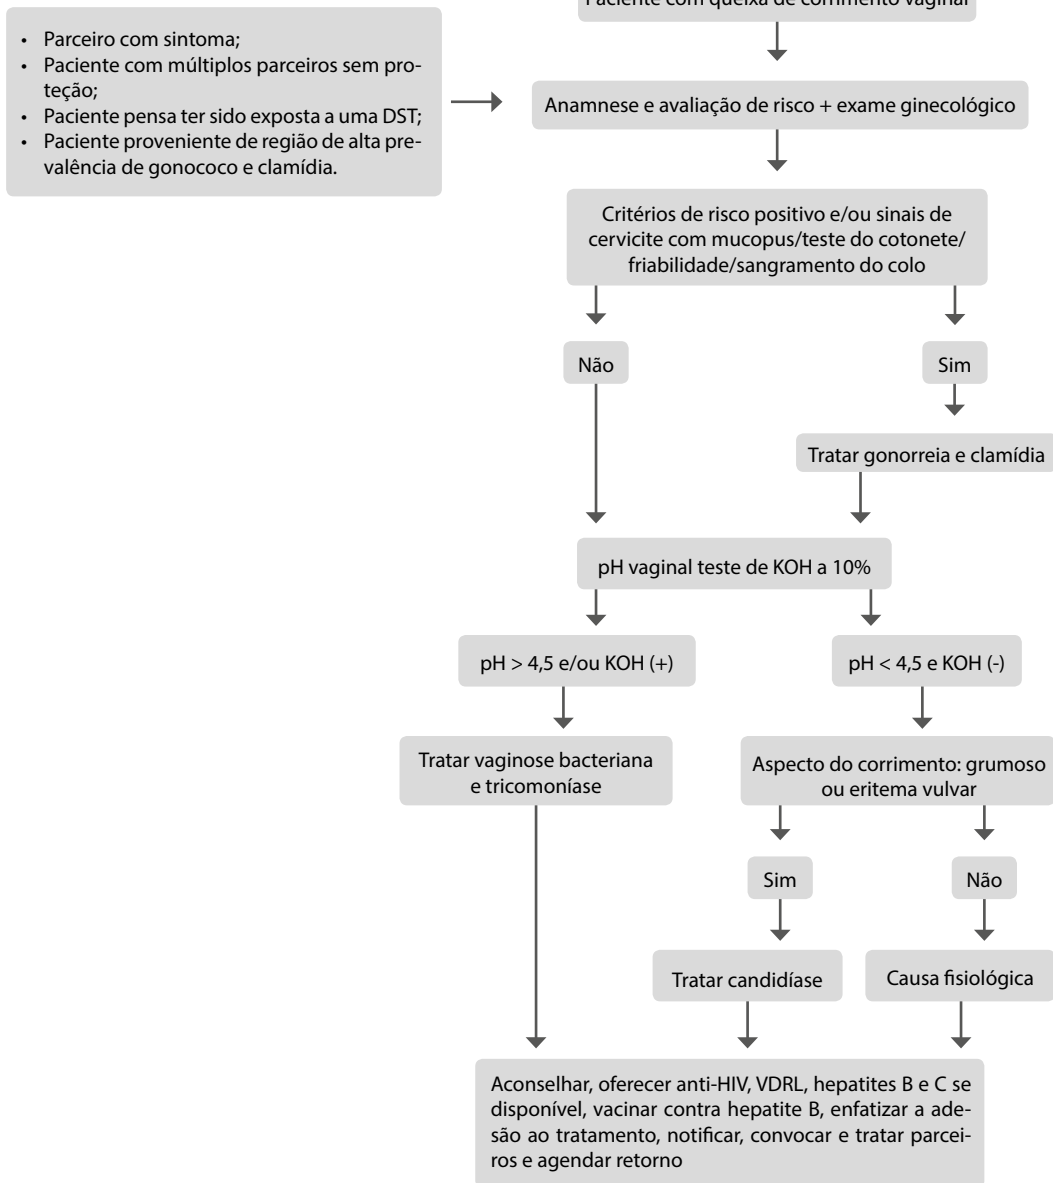 Paciente com queixa de corrimento vaginal
• Parceiro com sintoma;
• Paciente com múltiplos parceiros sem pro-
teção;
• Paciente pensa ter sido exposta a uma DST;
• Paciente proveniente de região de alta pre-
valência de gonococo e clamídia.
Anamnese e avaliação de risco + exame ginecológico
Critérios de risco positivo e/ou sinais de
cervicite com mucopus/teste do cotonete/
friabilidade/sangramento do colo
Não
Sim
Tratar gonorreia e clamídia
pH vaginal teste de KOH a 10%
pH > 4,5 e/ou KOH (+)
pH < 4,5 e KOH (-)
Tratar vaginose bacteriana
e tricomoníase
Aspecto do corrimento: grumoso
ou eritema vulvar
Sim
Não
Tratar candidíase
Causa fisiológica
Aconselhar, oferecer anti-HIV, VDRL, hepatites B e C se
disponível, vacinar contra hepatite B, enfatizar a ade-
são ao tratamento, notificar, convocar e tratar parcei-
ros e agendar retorno